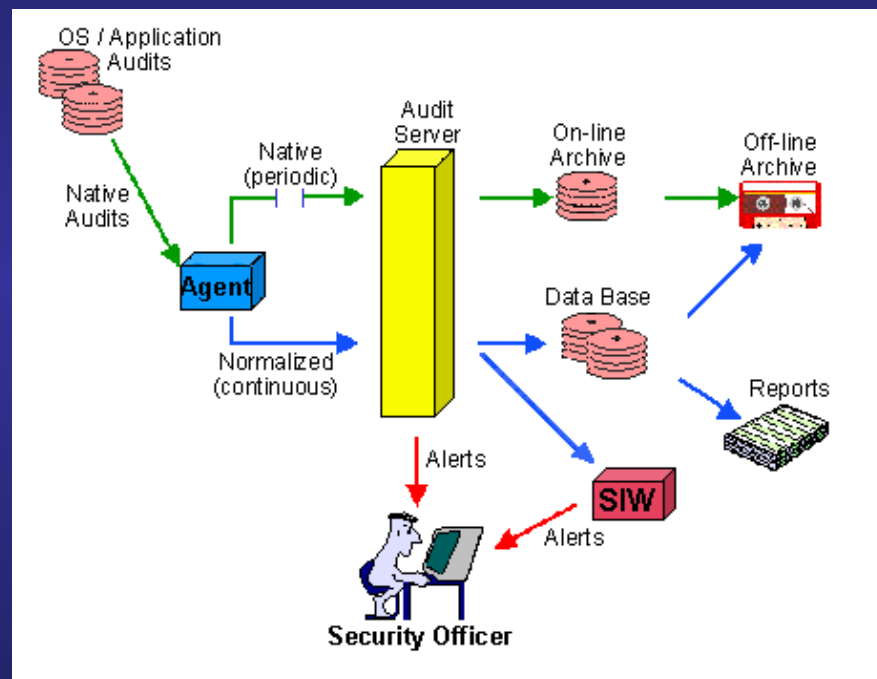 OS / Application
Audits
Native
Audits
Native
(periodic)
Agent
Normalized
(continuous)
Audit
Server
On-line
Archive
Off-line
Archive
Data Base
Reports
Alerts
SIW
Alerts
Security Officer